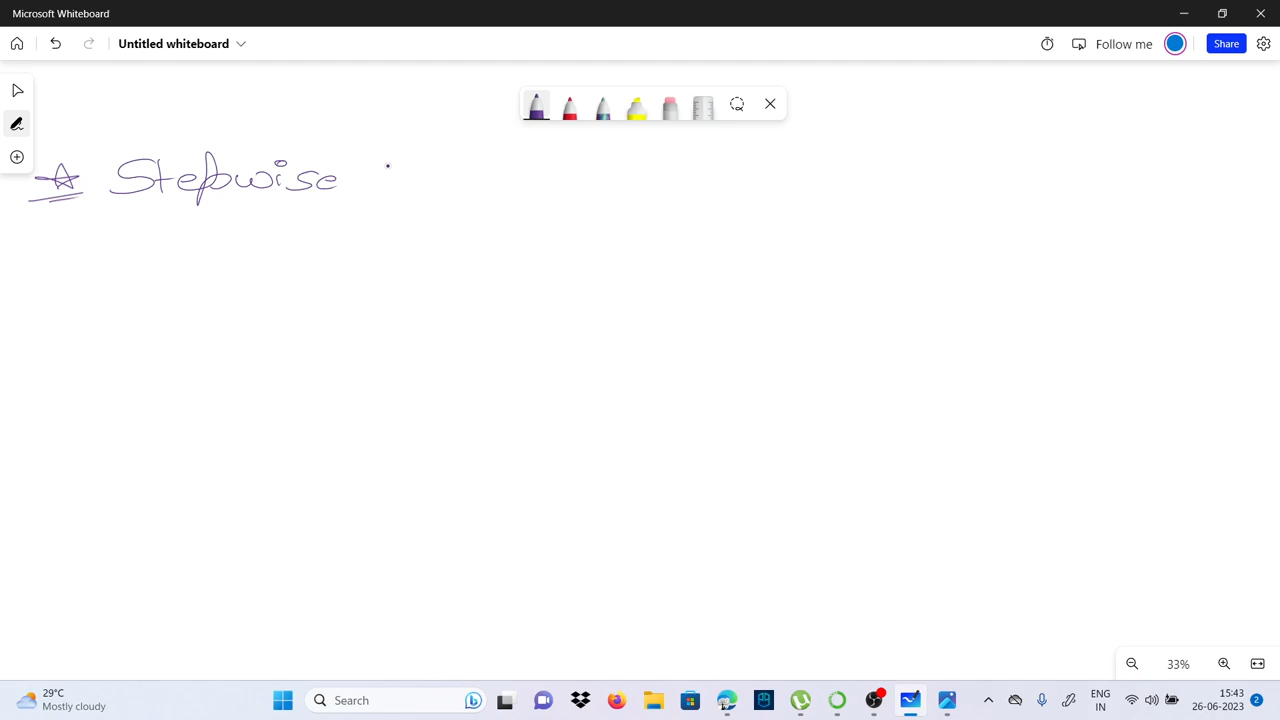 Microsoft Whiteboard
Untitled whiteboard
Follow me
Share
Stepwise
33%
29°C
Mostly cloudy
Search
ENG
IN
15:43
26-06-2023
2